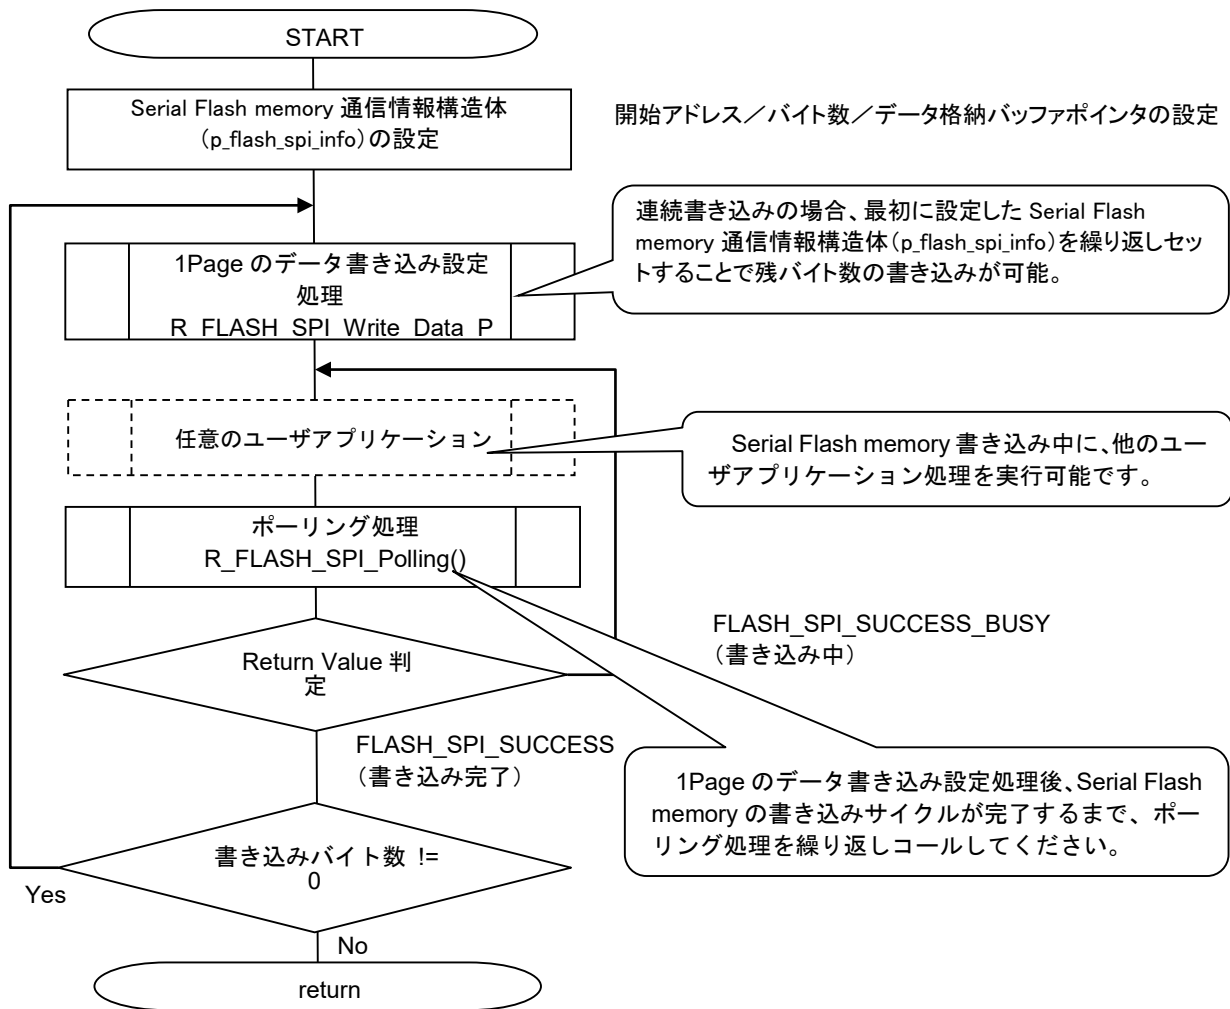 START
Serial Flash memory 通信情報構造体
（p_flash_spi_info）の設定
開始アドレス／バイト数／データ格納バッファポインタの設定
連続書き込みの場合、最初に設定した Serial Flash
memory 通信情報構造体（p_flash_spi_info）を繰り返しセッ
トすることで残バイト数の書き込みが可能。
1Page のデータ書き込み設定
処理
R_FLASH_SPI_Write_Data_P
任意のユーザアプリケーション
Serial Flash memory 書き込み中に、他のユー
ザアプリケーション処理を実行可能です。
ポーリング処理
R_FLASH_SPI_Polling()
FLASH_SPI_SUCCESS_BUSY
（書き込み中）
Return Value 判
定
FLASH_SPI_SUCCESS
（書き込み完了）
1Page のデータ書き込み設定処理後、Serial Flash
memory の書き込みサイクルが完了するまで、ポー
リング処理を繰り返しコールしてください。
書き込みバイト数 !=
0
Yes
No
return